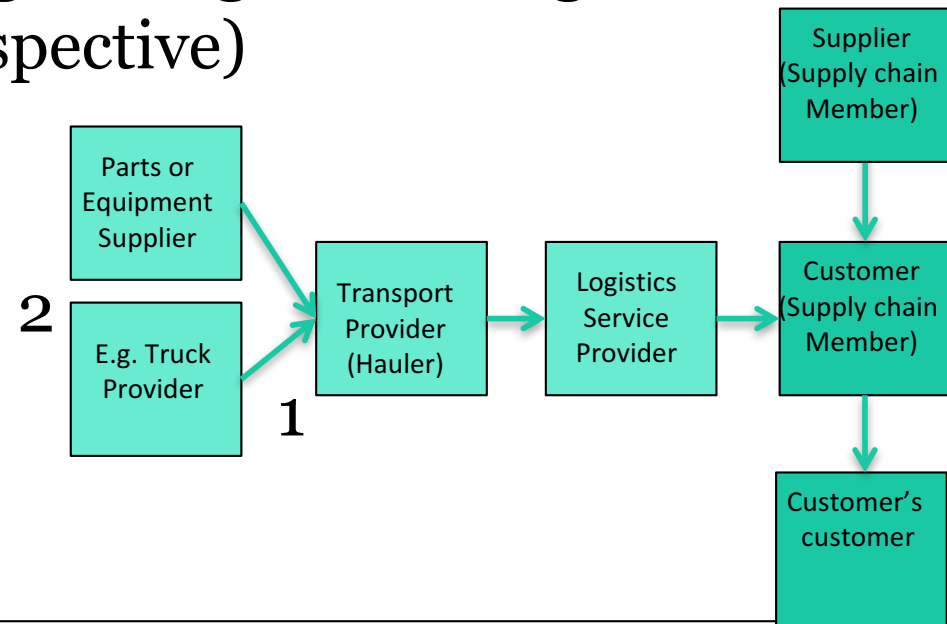 spective)
Supplier
(Supply chain
Member)
Parts or
Equipment
Supplier
2
E.g. Truck
Provider
1
Transport
Provider
(Hauler)
Logistics
Service
Provider
Customer
(Supply chain
Member)
Customer's
customer